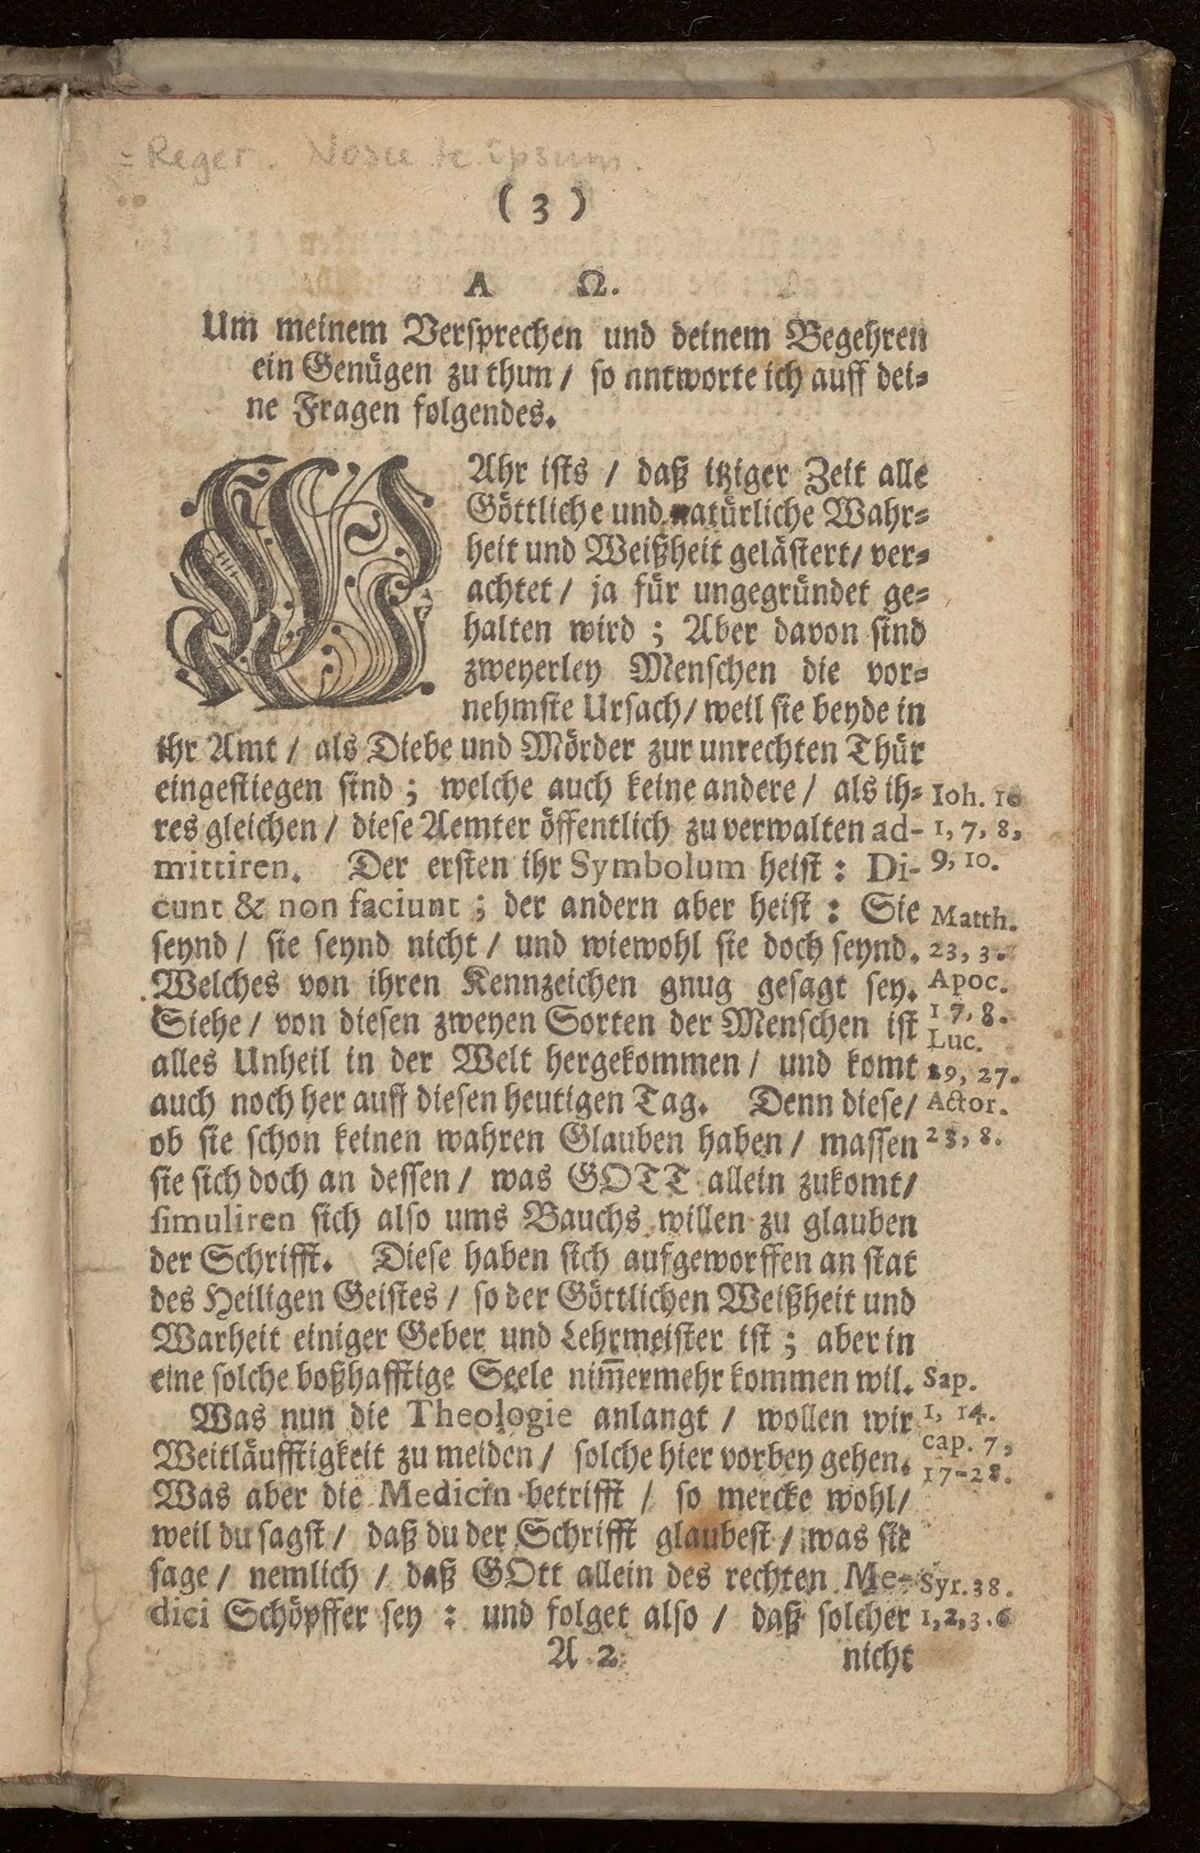 = Reger. Nosce te ipsum.
( 3 )
A Ω.
Um meinem Versprechen und deinem Begehren
ein Genügen zu thun / so antworte ich auff dei-
ne Fragen folgendes.
WAhr ists / daß itziger Zeit alle
Göttliche und natürliche Wahr-
heit und Weißheit gelästert / ver-
achtet / ja für ungegründet ge-
halten wird ; Aber davon sind
zweyerley Menschen die vor-
nehmste Ursach / weil sie beyde in
ihr Amt / als Diebe und Mörder zur unrechten Thür
eingestiegen sind ; welche auch keine andere / als ih-
res gleichen / diese Aemter öffentlich zu verwalten ad-
mittiren. Der ersten ihr Symbolum heist : Di-
cunt & non faciunt ; der andern aber heist : Sie
seynd / sie seynd nicht / und wiewohl sie doch seynd.
Welches von ihren Kennzeichen gnug gesagt sey.
Siehe / von diesen zweyen Sorten der Menschen ist
alles Unheil in der Welt hergekommen / und komt
auch noch her auff diesen heutigen Tag. Denn diese /
ob sie schon keinen wahren Glauben haben / massen
sie sich doch an dessen / was GOTT allein zukomt /
simuliren sich also ums Bauchs willen zu glauben
der Schrifft. Diese haben sich aufgeworffen an stat
des Heiligen Geistes / so der Göttlichen Weißheit und
Warheit einiger Geber und Lehrmeister ist ; aber in
eine solche boßhafftige Seele nim̅ermehr kommen wil.
Was nun die Theologie anlangt / wollen wir
Weitläufftigkeit zu meiden / solche hier vorbey gehen.
Was aber die Medicin betrifft / so mercke wohl /
weil du sagst / daß du der Schrifft glaubest / was sie
sage / nemlich / daß GOtt allein des rechten Me-
dici Schöpffer sey : und folget also / daß solcher
A 2 nicht
Ioh. 10
1, 7, 8,
9, 10.
Matth.
23, 3.
Apoc.
17, 8.
Luc.
19, 27.
Actor.
23, 8.
Sap.
1, 14.
cap. 7,
17-28.
Syr. 38.
1, 2, 3. 6